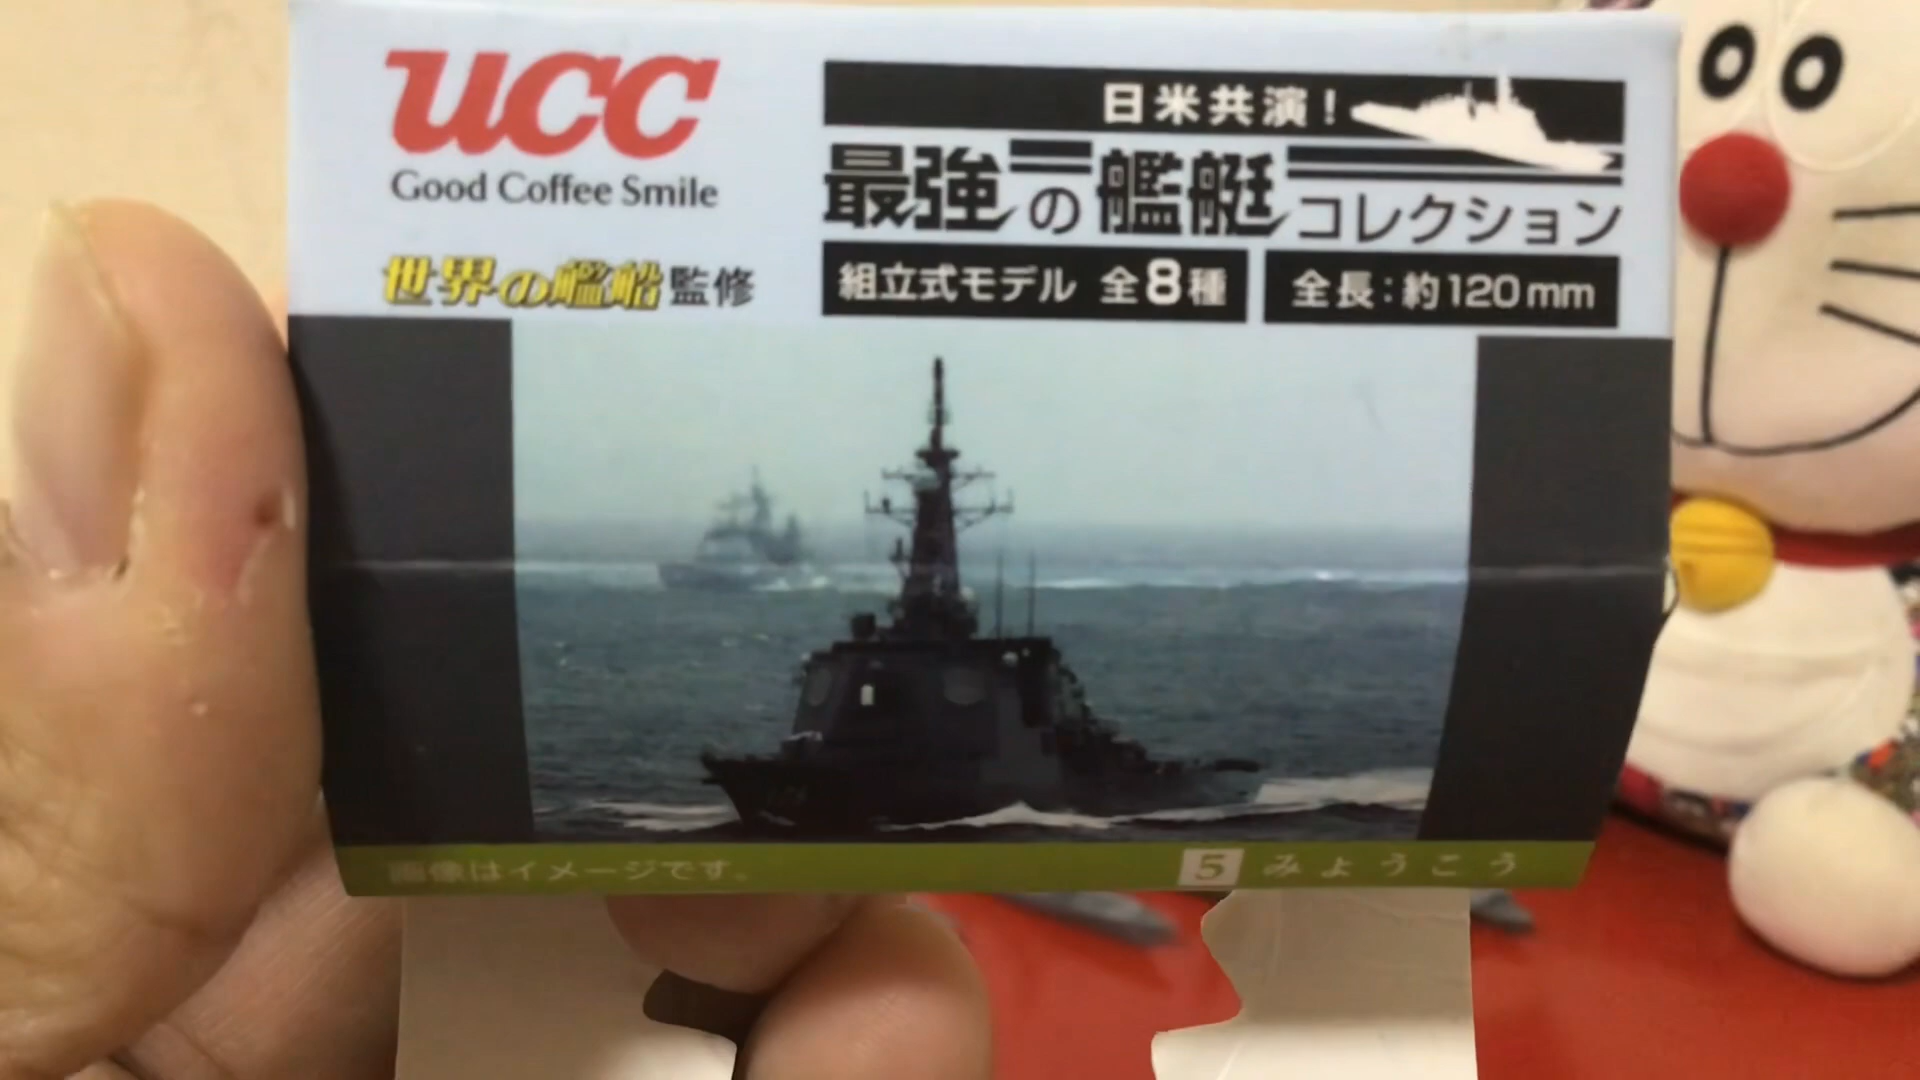 UCC
Good Coffee Smile
世界の艦船 監修
日米共演!
最強の艦艇コレクション
組立式モデル 全8種
全長:約120mm
画像はイメージです。
5 みょうこう